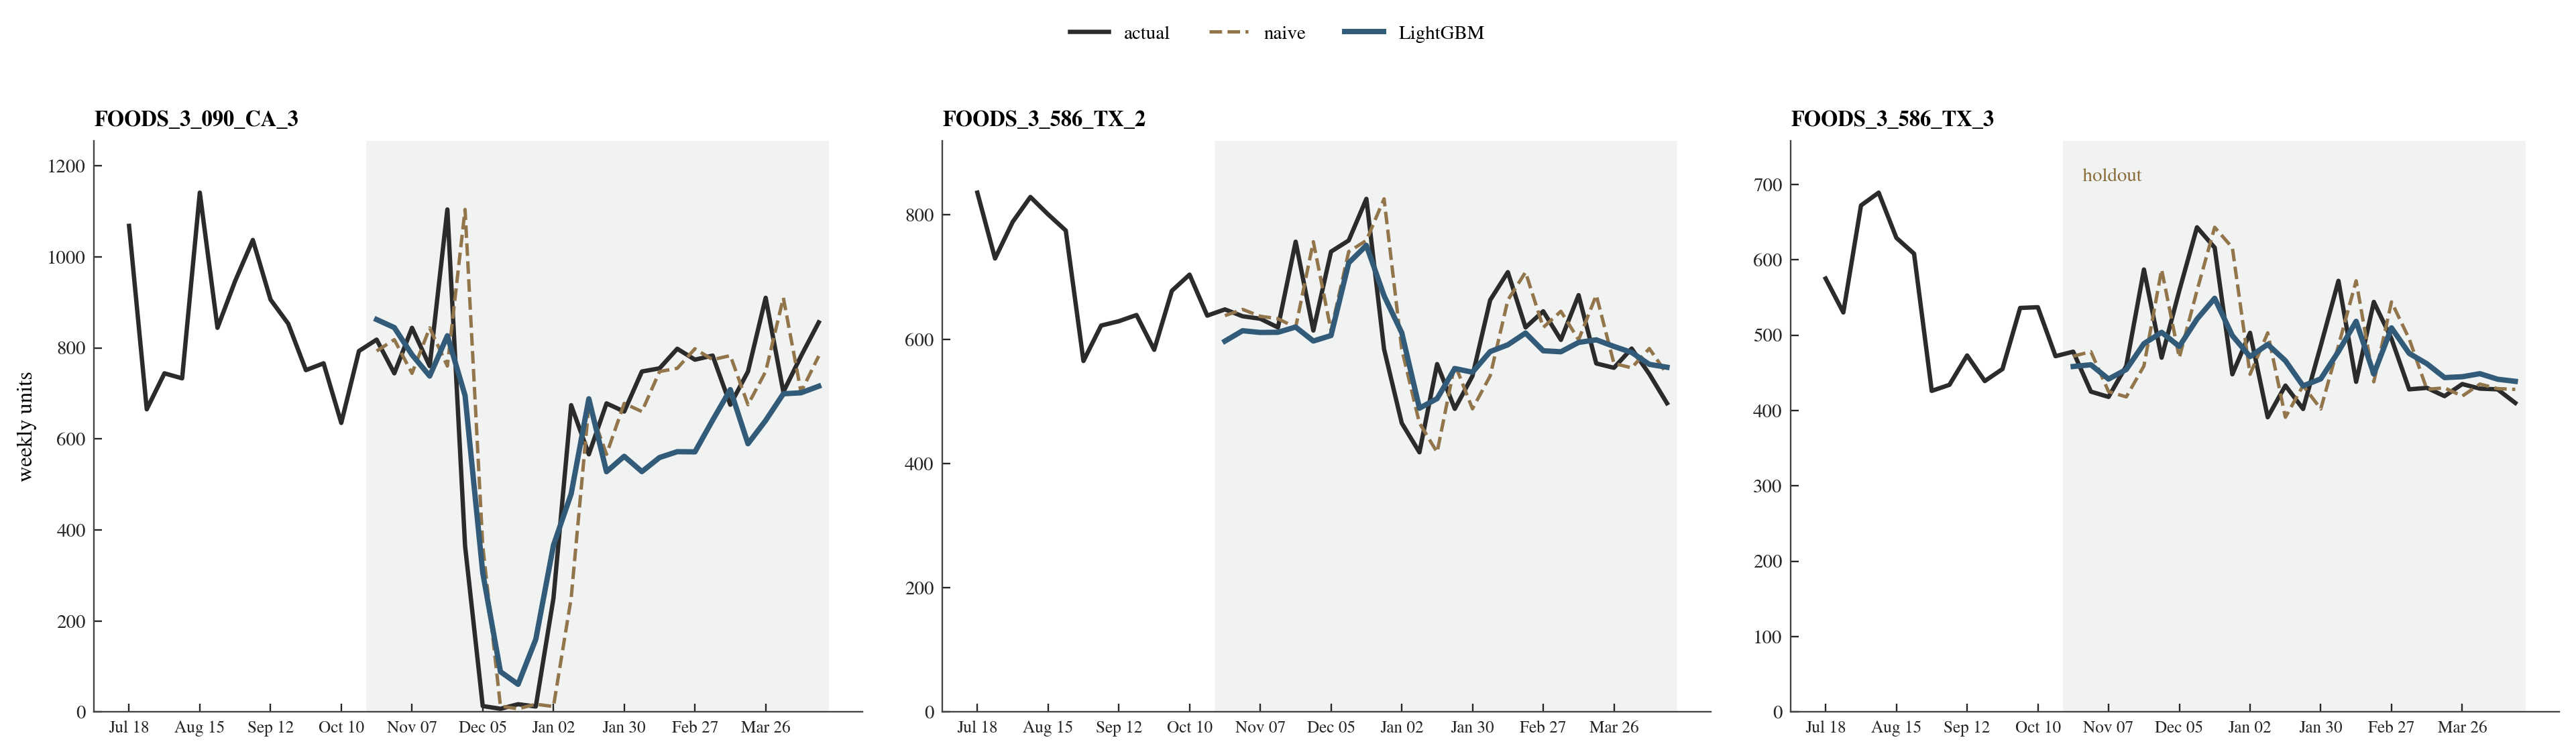 actual naive LightGBM
FOODS_3_090_CA_3
weekly units
1200
1000
800
600
400
200
0
Jul 18 Aug 15 Sep 12 Oct 10 Nov 07 Dec 05 Jan 02 Jan 30 Feb 27 Mar 26
FOODS_3_586_TX_2
800
600
400
200
0
Jul 18 Aug 15 Sep 12 Oct 10 Nov 07 Dec 05 Jan 02 Jan 30 Feb 27 Mar 26
FOODS_3_586_TX_3
holdout
700
600
500
400
300
200
100
0
Jul 18 Aug 15 Sep 12 Oct 10 Nov 07 Dec 05 Jan 02 Jan 30 Feb 27 Mar 26